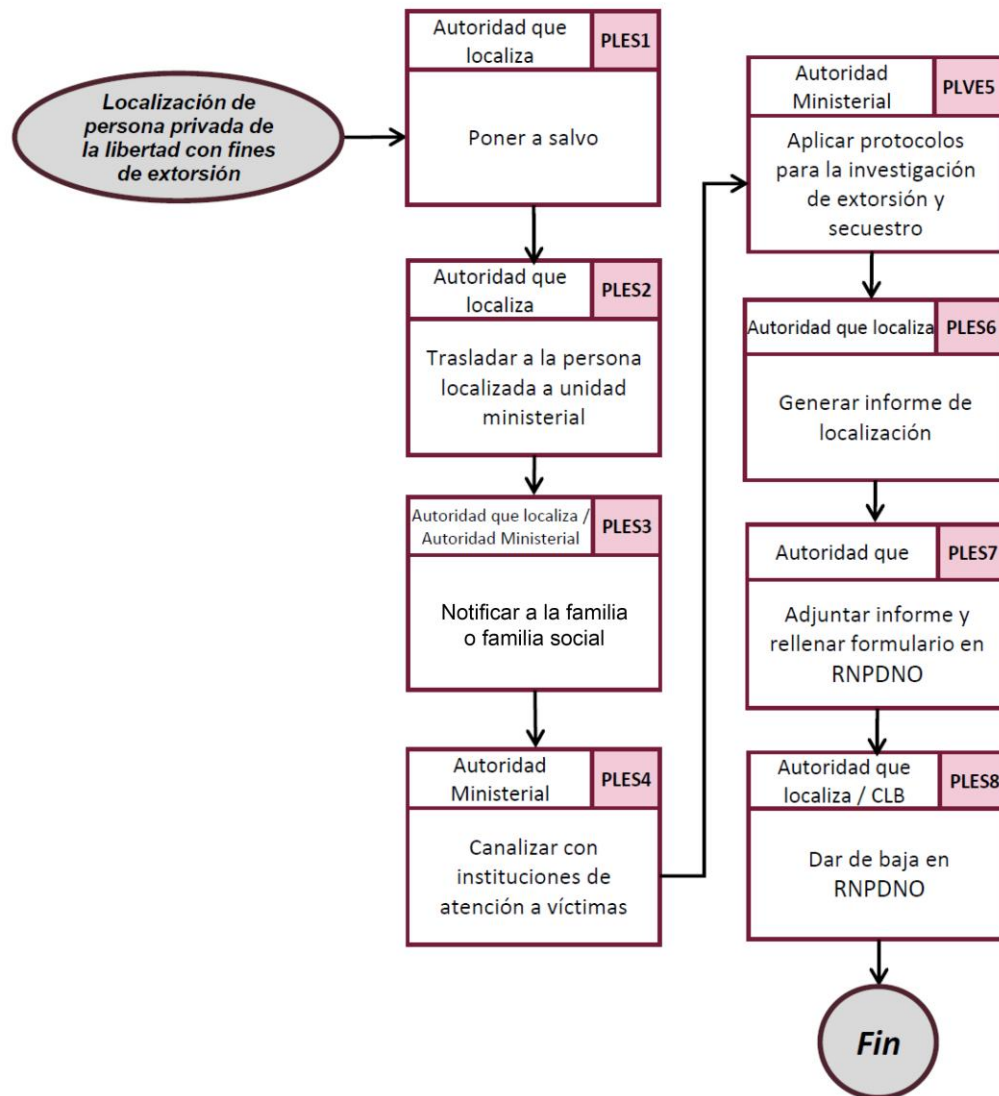 Localización de
persona privada de
la libertad con fines
de extorsión
Autoridad que
localiza
PLES1
Poner a salvo
Autoridad que
localiza
PLES2
Trasladar a la persona
localizada a unidad
ministerial
Autoridad que localiza /
Autoridad Ministerial
PLES3
Notificar a la familia
o familia social
Autoridad
Ministerial
PLES4
Canalizar con
instituciones de
atención a víctimas
Autoridad
Ministerial
PLVE5
Aplicar protocolos
para la investigación
de extorsión y
secuestro
Autoridad que localiza
PLES6
Generar informe de
localización
Autoridad que
PLES7
Adjuntar informe y
rellenar formulario en
RNPDNO
Autoridad que
localiza / CLB
PLES8
Dar de baja en
RNPDNO
Fin